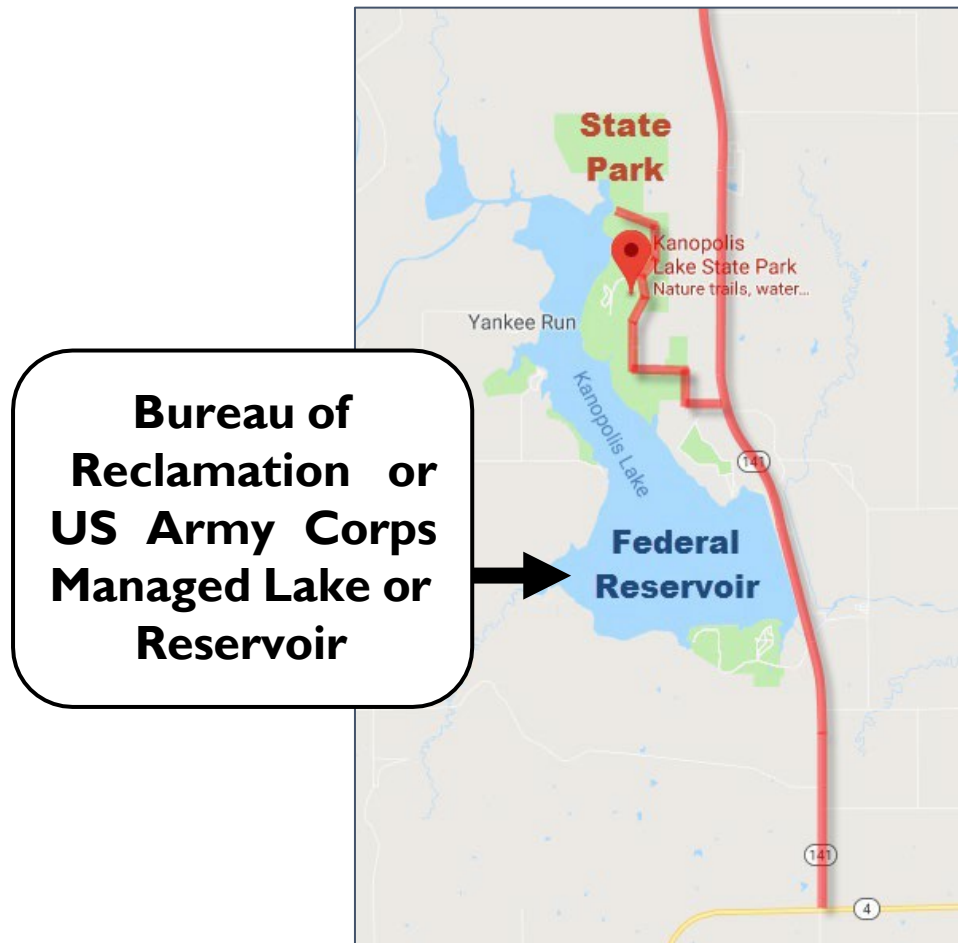 State
Park
Kanopolis
Lake State Park
Nature trails, water...
Yankee Run
Kanopolis Lake
Bureau of
Reclamation or
US Army Corps
Managed Lake or
Reservoir
141
Federal
Reservoir
141
4